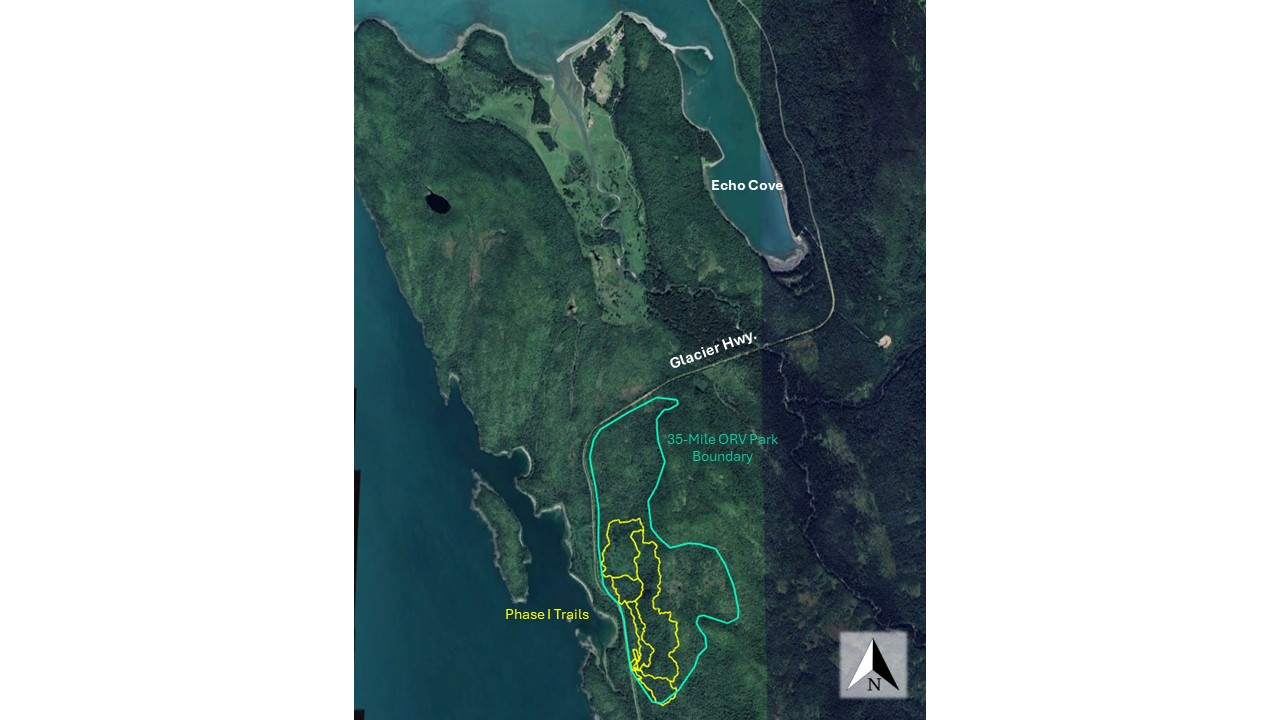 Echo Cove
Glacier Hwy.
35-Mile ORV Park
Boundary
Phase I Trails
N